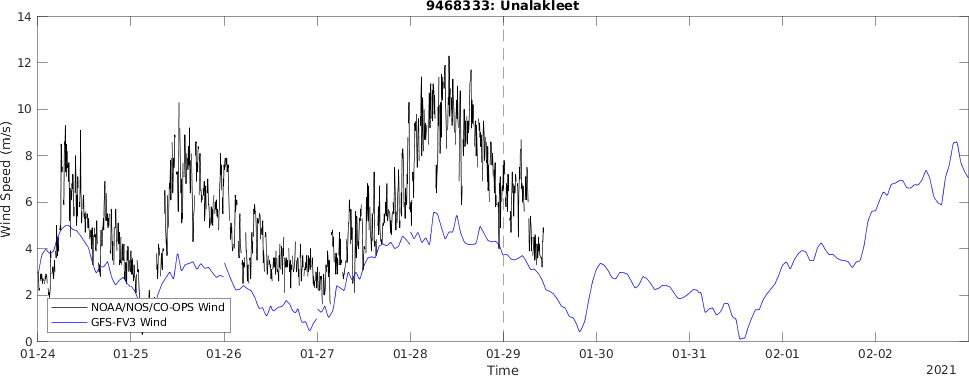 9468333: Unalakleet
14
12
10
8
6
4
2
0
Wind Speed (m/s)
NOAA/NOS/CO-OPS Wind
GFS-FV3 Wind
01-24 01-25 01-26 01-27 01-28 01-29 01-30 01-31 02-01 02-02
Time
2021